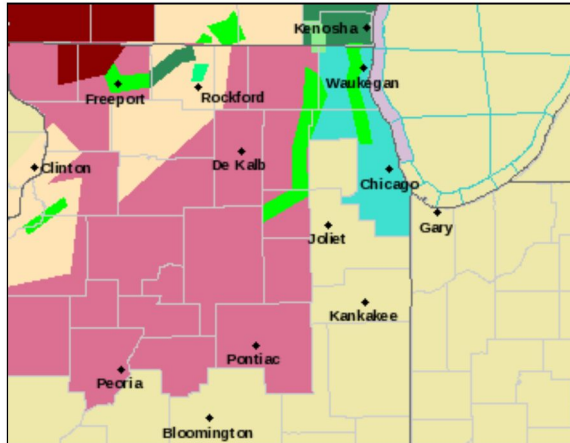 Kenosha
Waukegan
Freeport
Rockford
De Kalb
Clinton
Chicago
Gary
Joliet
Kankakee
Pontiac
Peoria
Bloomington